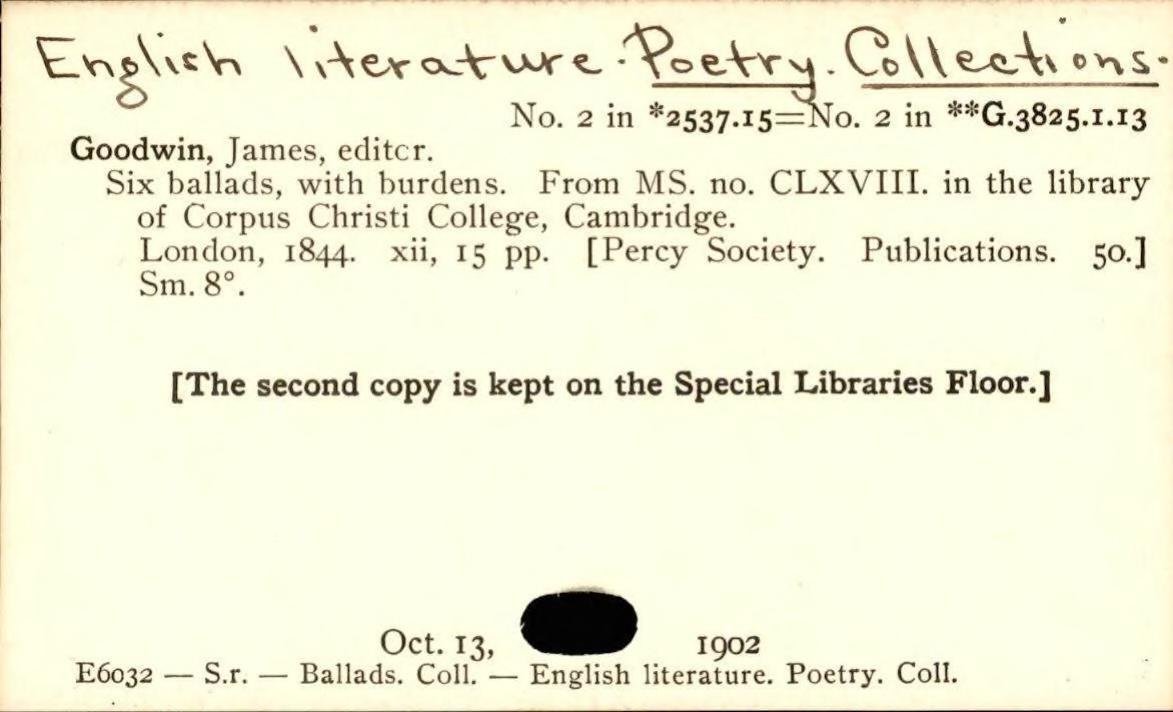 English literature. Poetry. Collections.
No. 2 in *2537.15=No. 2 in **G.3825.1.13
Goodwin, James, editor.
Six ballads, with burdens. From MS. no. CLXVIII. in the library
of Corpus Christi College, Cambridge.
London, 1844. xii, 15 pp. [Percy Society. Publications. 50.]
Sm. 8°.
[The second copy is kept on the Special Libraries Floor.]
Oct. 13, 1902
E6032 — S.r. — Ballads. Coll. — English literature. Poetry. Coll.